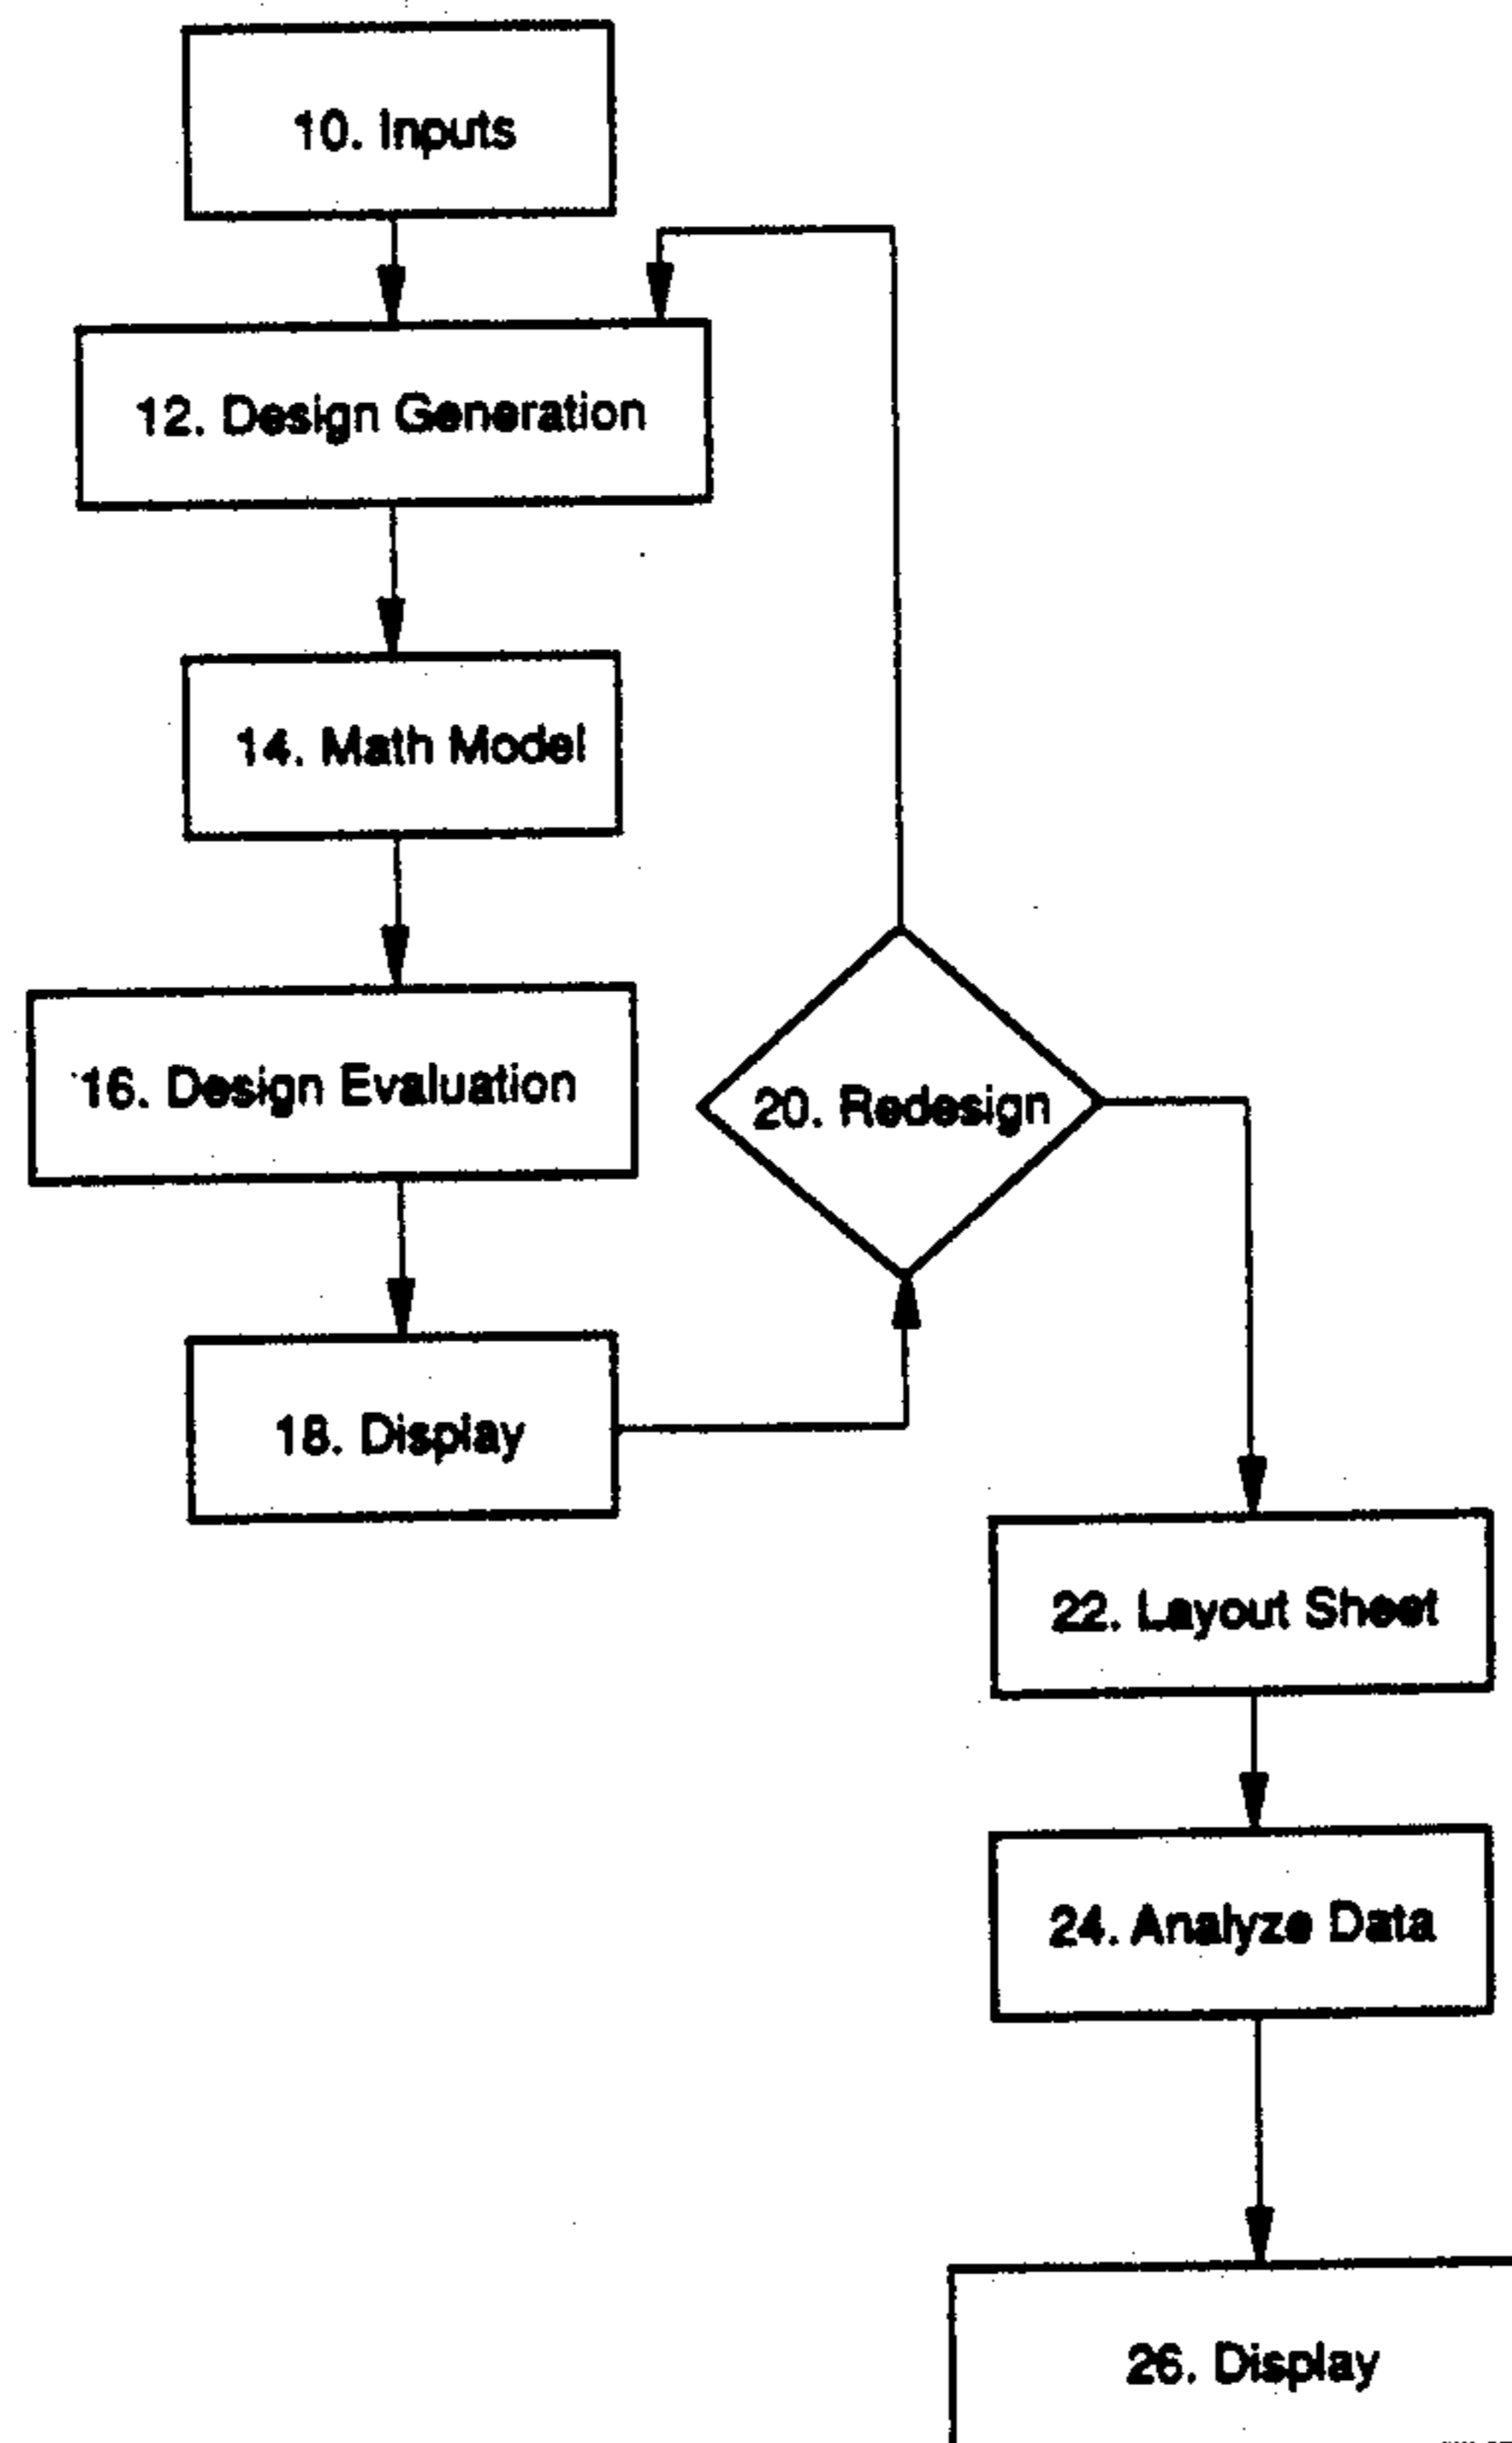 10. Inputs
12. Design Generation
14. Math Model
16. Design Evaluation
18. Display
20. Redesign
22. Layout Sheet
24. Analyze Data
26. Display